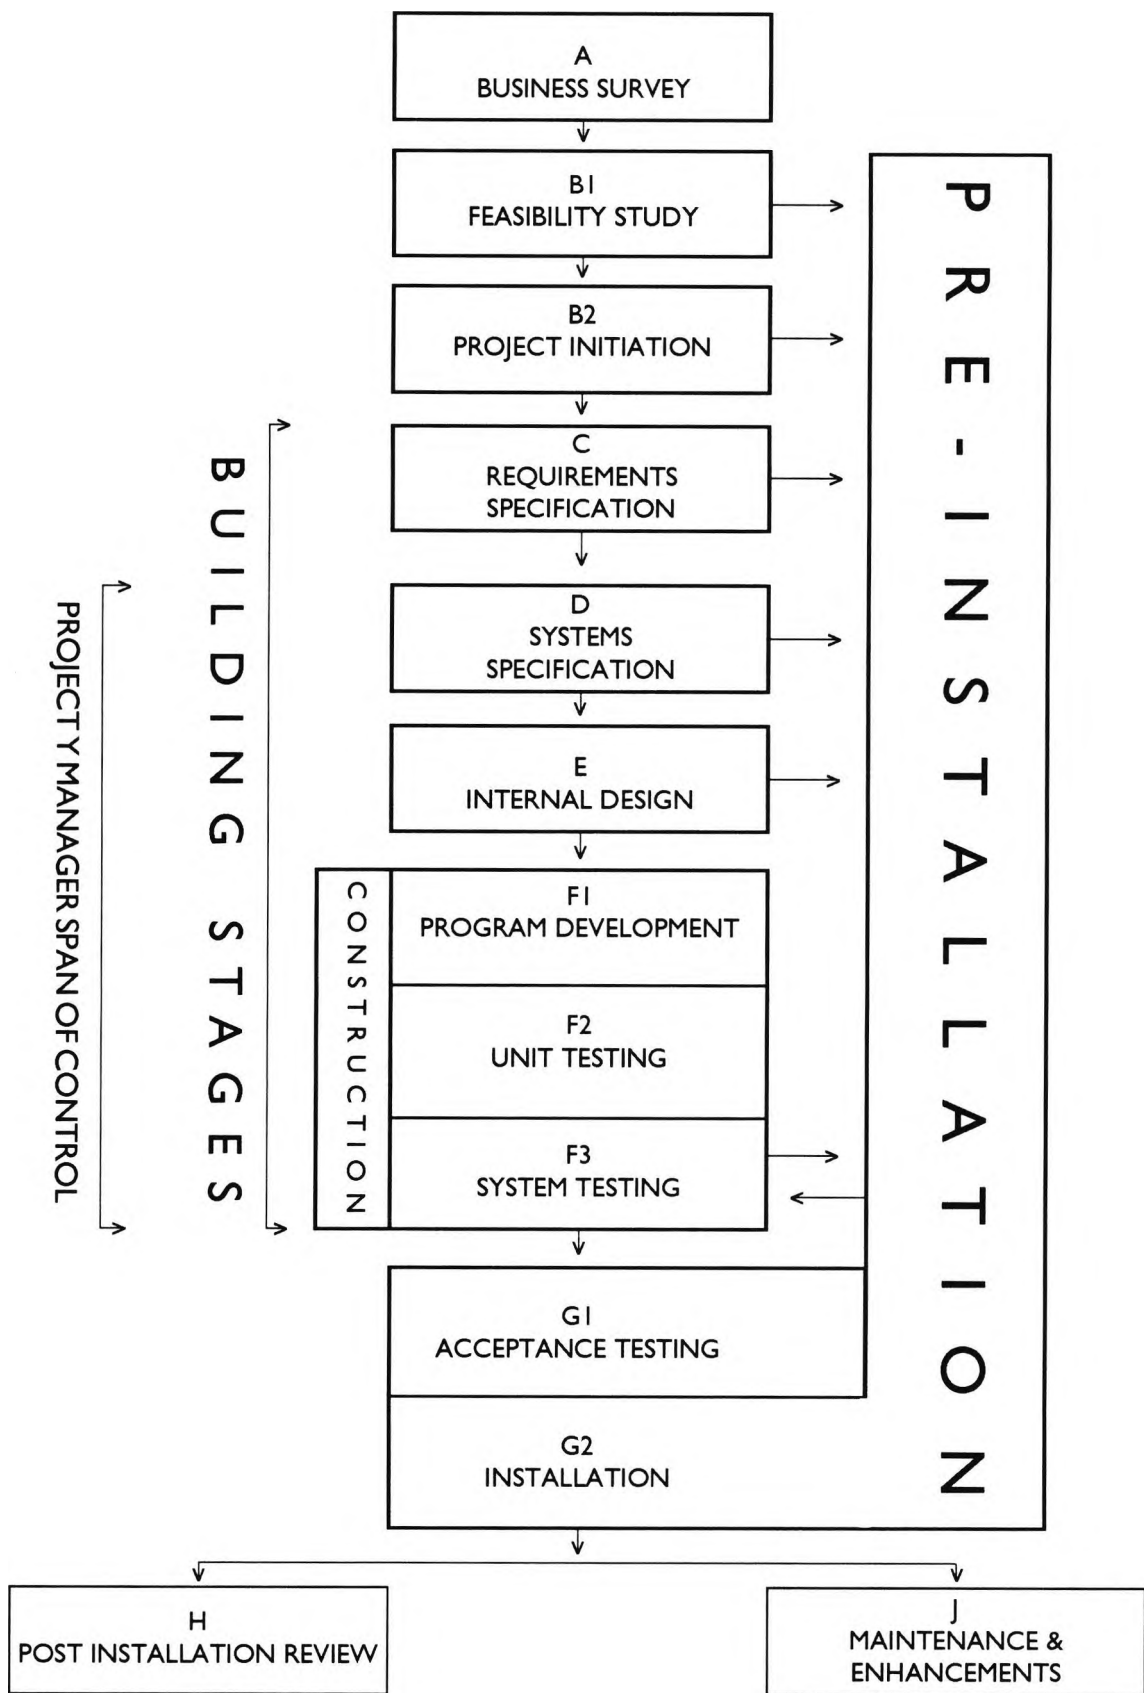 A
BUSINESS SURVEY
B1
FEASIBILITY STUDY
B2
PROJECT INITIATION
C
REQUIREMENTS
SPECIFICATION
D
SYSTEMS
SPECIFICATION
E
INTERNAL DESIGN
CONSTRUCTION
F1
PROGRAM DEVELOPMENT
F2
UNIT TESTING
F3
SYSTEM TESTING
G1
ACCEPTANCE TESTING
G2
INSTALLATION
PRE-INSTALLATION
BUILDING STAGES
PROJECT Y MANAGER SPAN OF CONTROL
H
POST INSTALLATION REVIEW
J
MAINTENANCE &
ENHANCEMENTS